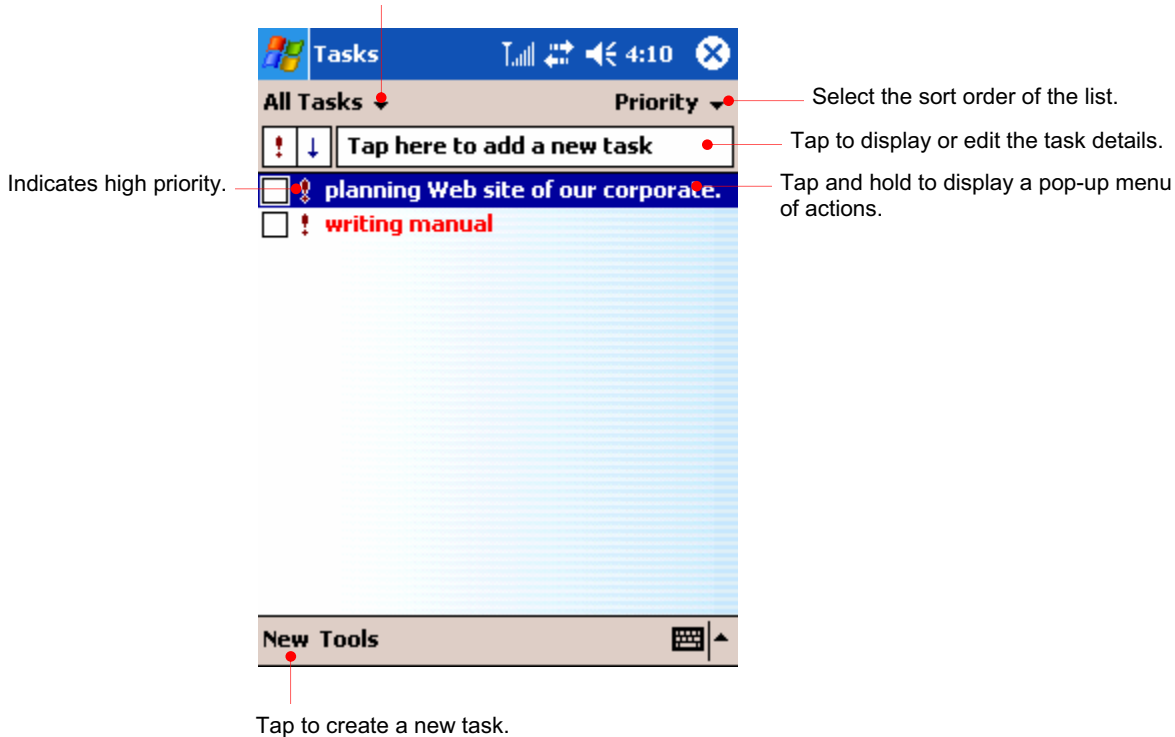 Tasks 4:10
All Tasks Priority
Select the sort order of the list.
Tap here to add a new task
Tap to display or edit the task details.
Indicates high priority.
planning Web site of our corporate.
Tap and hold to display a pop-up menu
of actions.
writing manual
New Tools
Tap to create a new task.